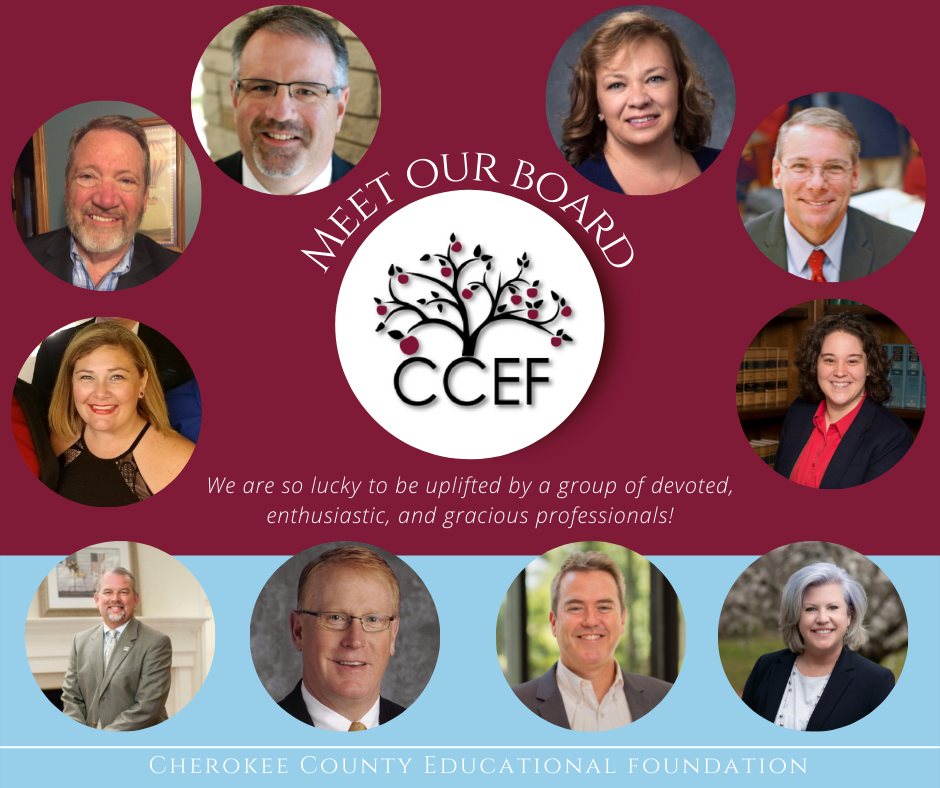 MEET OUR BOARD
CCEF
We are so lucky to be uplifted by a group of devoted,
enthusiastic, and gracious professionals!
Cherokee County Educational foundation